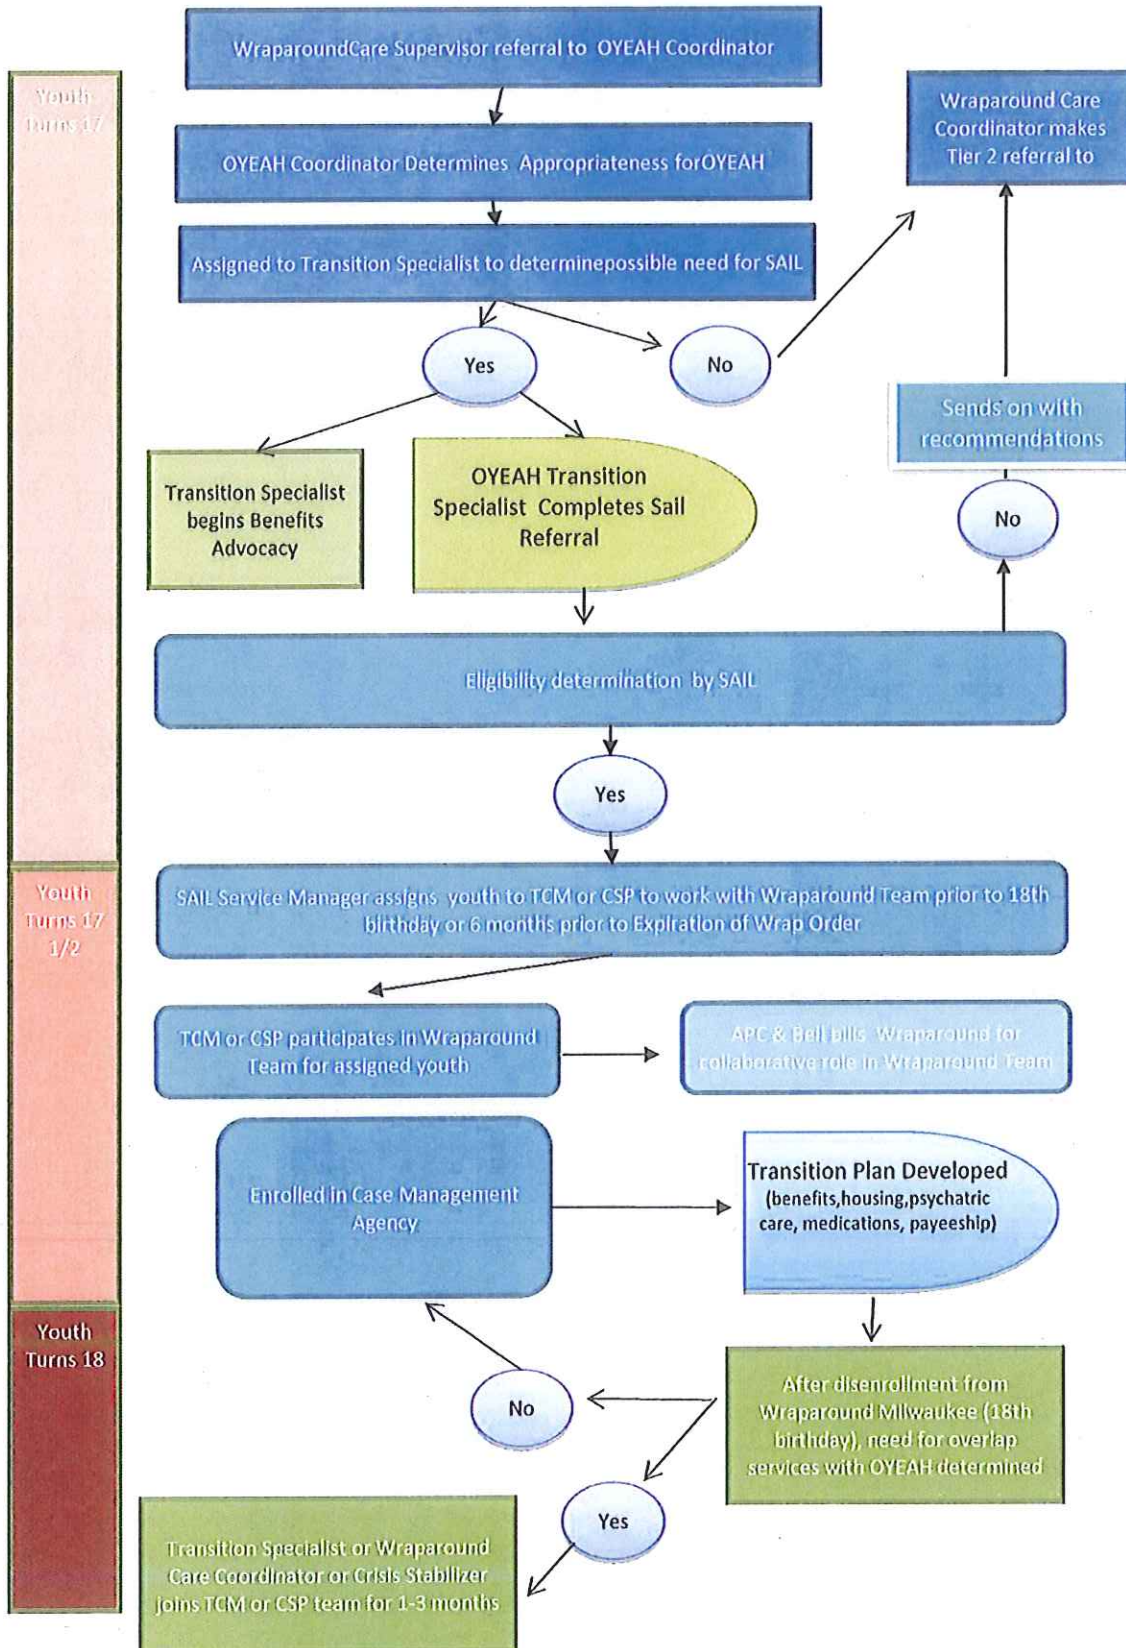 WraparoundCare Supervisor referral to OYEAH Coordinator
Youth
Turns 17
Wraparound Care
Coordinator makes
Tier 2 referral to
OYEAH Coordinator Determines Appropriateness forOYEAH
Assigned to Transition Specialist to determinepossible need for SAIL
Yes
No
Sends on with
recommendations
Transition Specialist
begins Benefits
Advocacy
OYEAH Transition
Specialist Completes Sail
Referral
No
Eligibility determination by SAIL
Yes
Youth
Turns 17
1/2
SAIL Service Manager assigns youth to TCM or CSP to work with Wraparound Team prior to 18th
birthday or 6 months prior to Expiration of Wrap Order
TCM or CSP participates in Wraparound
Team for assigned youth
APC & Bell bills Wraparound for
collaborative role in Wraparound Team
Enrolled in Case Management
Agency
Transition Plan Developed
(benefits,housing,psychatric
care, medications, payeeship)
Youth
Turns 18
No
After disenrollment from
Wraparound Milwaukee (18th
birthday), need for overlap
services with OYEAH determined
Yes
Transition Specialist or Wraparound
Care Coordinator or Crisis Stabilizer
joins TCM or CSP team for 1-3 months